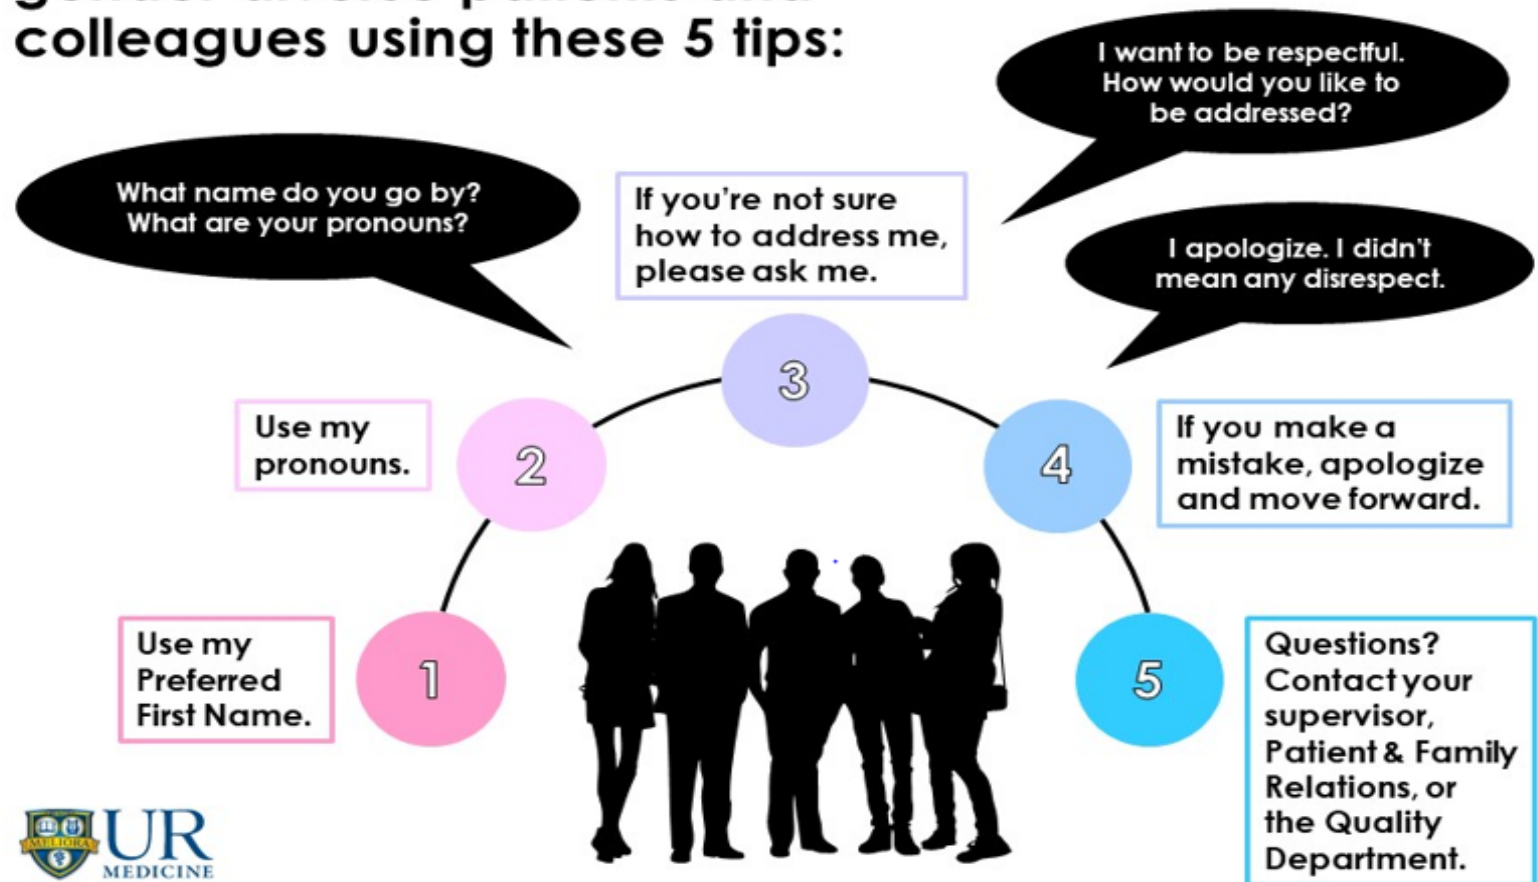 colleagues using these 5 tips:
I want to be respectful.
How would you like to
be addressed?
What name do you go by?
What are your pronouns?
If you're not sure
how to address me,
please ask me.
I apologize. I didn't
mean any disrespect.
3
Use my
pronouns.
2
4
If you make a
mistake, apologize
and move forward.
Use my
Preferred
First Name.
1
5
Questions?
Contact your
supervisor,
Patient & Family
Relations, or
the Quality
Department.
MELIORA
UR
MEDICINE